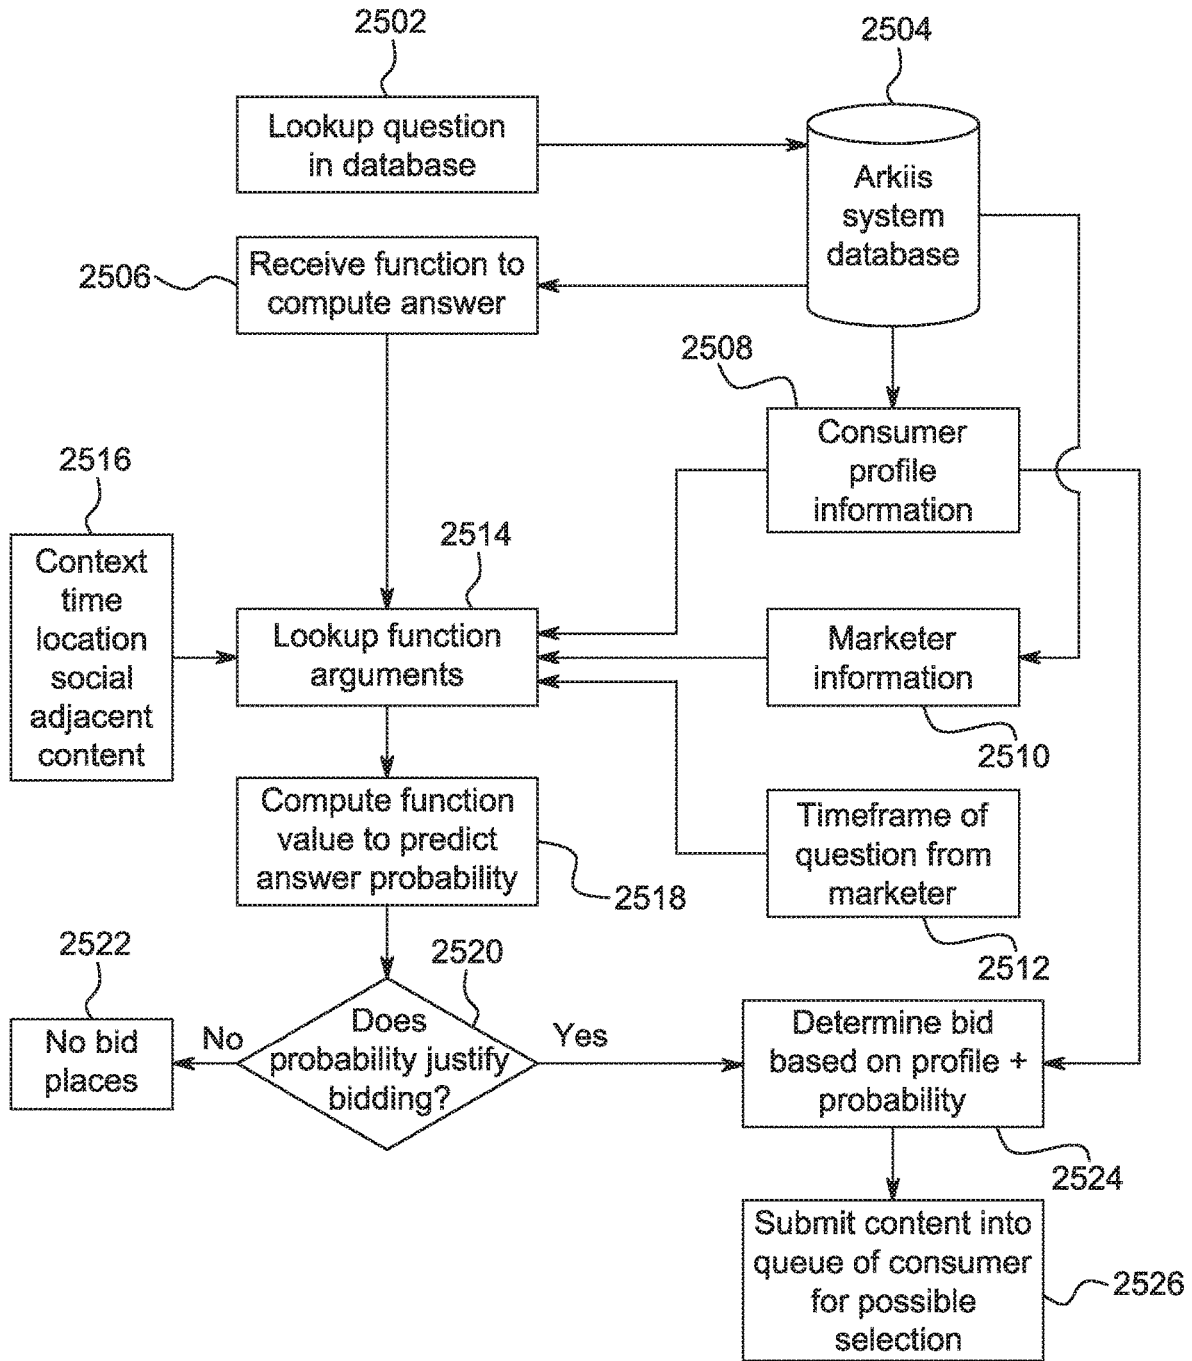 2502
2504
Lookup question
in database
Arkiis
system
database
2506
Receive function to
compute answer
2508
Consumer
profile
information
2516
2514
Context
time
location
social
adjacent
content
Lookup function
arguments
Marketer
information
2510
Compute function
value to predict
answer probability
2518
Timeframe of
question from
marketer
2512
2522
2520
No bid
places
No
Does
probability justify
bidding?
Yes
Determine bid
based on profile +
probability
2524
Submit content into
queue of consumer
for possible
selection
2526